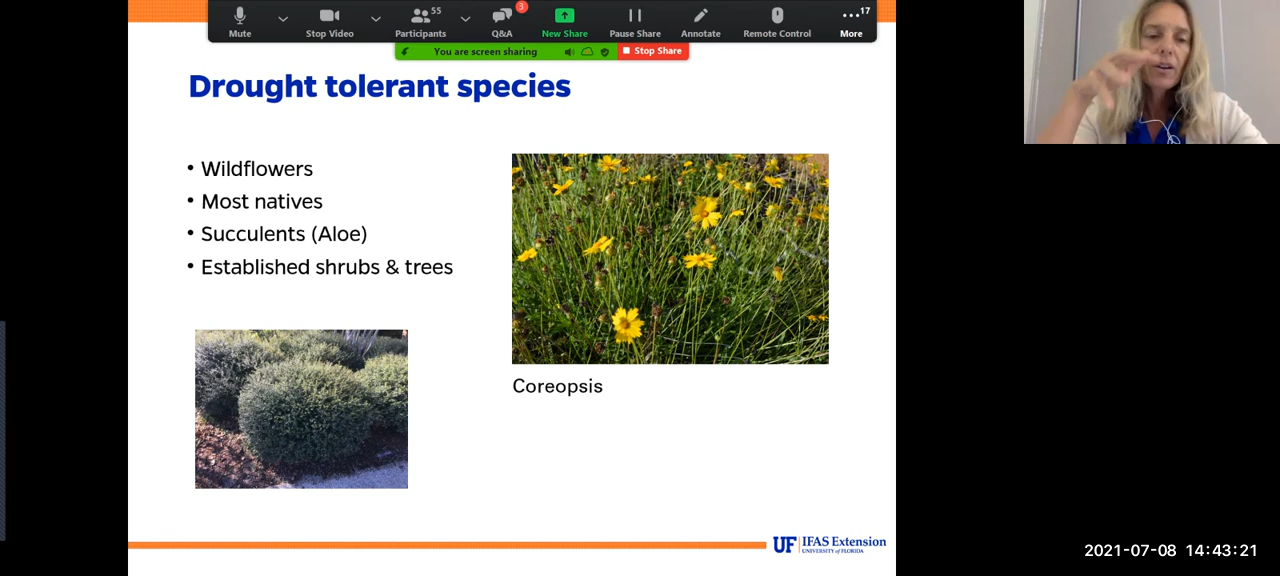 55
3
17
Mute
Stop Video
Participants
Q&A
New Share
Pause Share
Annotate
Remote Control
More
You are screen sharing
Stop Share
Drought tolerant species
• Wildflowers
• Most natives
• Succulents (Aloe)
• Established shrubs & trees
Coreopsis
UF IFAS Extension
UNIVERSITY of FLORIDA
2021-07-08 14:43:21